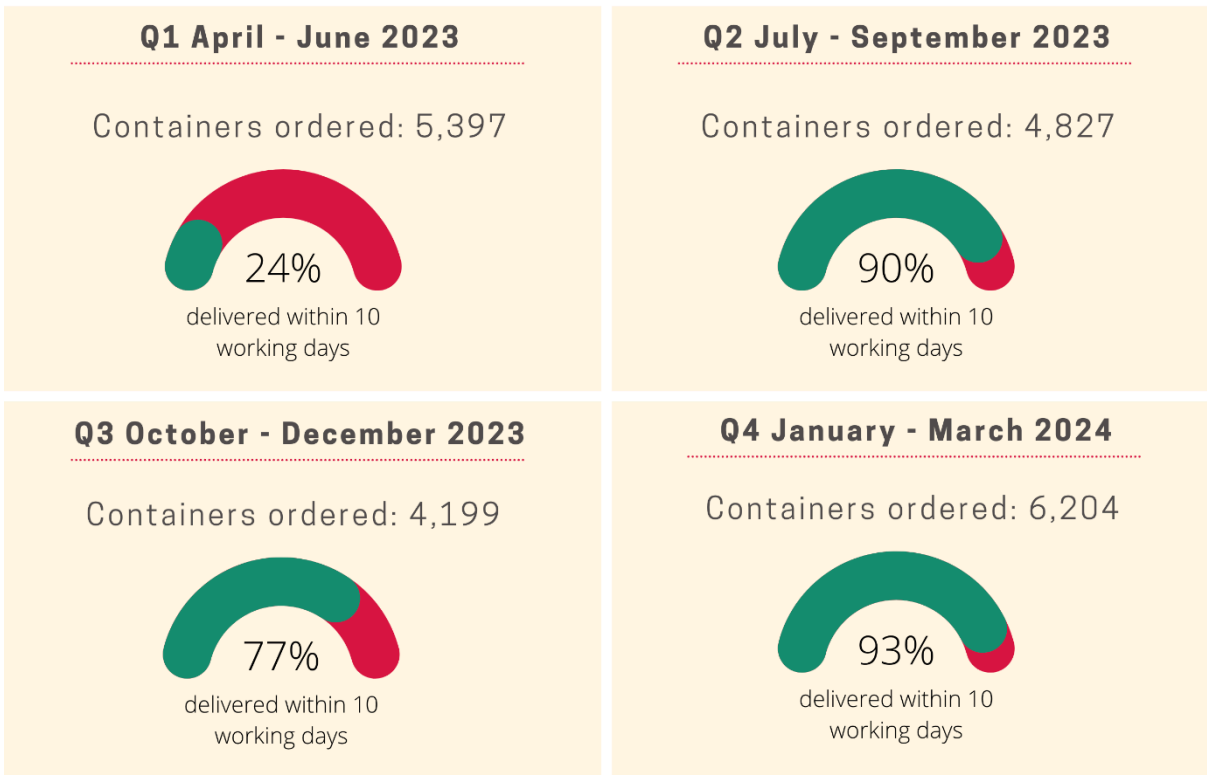 Q1 April - June 2023
Containers ordered: 5,397
24%
delivered within 10
working days
Q2 July - September 2023
Containers ordered: 4,827
90%
delivered within 10
working days
Q3 October - December 2023
Containers ordered: 4,199
77%
delivered within 10
working days
Q4 January - March 2024
Containers ordered: 6,204
93%
delivered within 10
working days